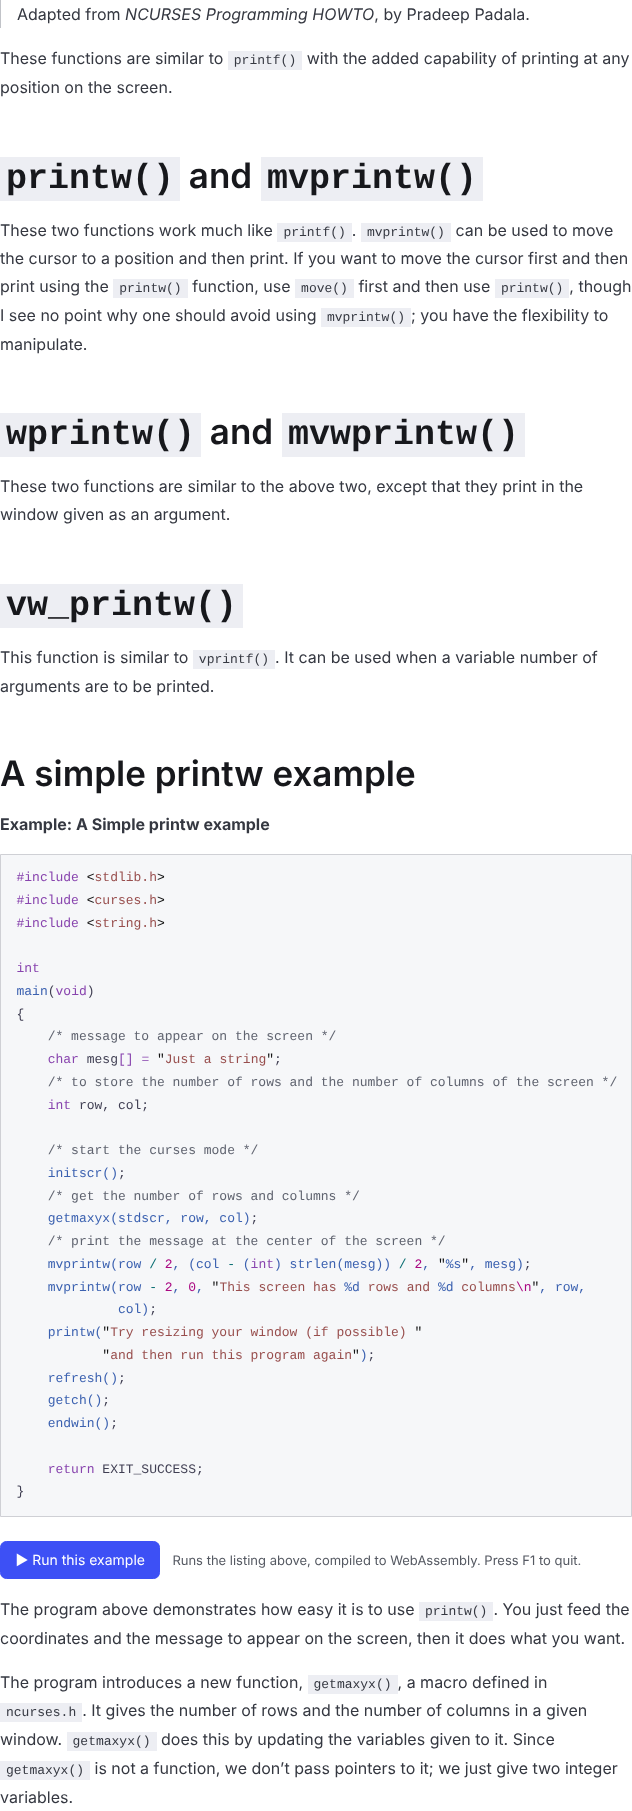 Adapted from NCURSES Programming HOWTO, by Pradeep Padala.
These functions are similar to printf() with the added capability of printing at any
position on the screen.
printw() and mvprintw()
These two functions work much like printf(). mvprintw() can be used to move
the cursor to a position and then print. If you want to move the cursor first and then
print using the printw() function, use move() first and then use printw(), though
I see no point why one should avoid using mvprintw(); you have the flexibility to
manipulate.
wprintw() and mvwprintw()
These two functions are similar to the above two, except that they print in the
window given as an argument.
vw_printw()
This function is similar to vprintf(). It can be used when a variable number of
arguments are to be printed.
A simple printw example
Example: A Simple printw example
#include <stdlib.h>
#include <curses.h>
#include <string.h>
int
main(void)
{
    /* message to appear on the screen */
    char mesg[] = "Just a string";
    /* to store the number of rows and the number of columns of the screen */
    int row, col;
    /* start the curses mode */
    initscr();
    /* get the number of rows and columns */
    getmaxyx(stdscr, row, col);
    /* print the message at the center of the screen */
    mvprintw(row / 2, (col - (int) strlen(mesg)) / 2, "%s", mesg);
    mvprintw(row - 2, 0, "This screen has %d rows and %d columns\n", row,
             col);
    printw("Try resizing your window (if possible) "
           "and then run this program again");
    refresh();
    getch();
    endwin();
    return EXIT_SUCCESS;
}
▶ Run this example Runs the listing above, compiled to WebAssembly. Press F1 to quit.
The program above demonstrates how easy it is to use printw(). You just feed the
coordinates and the message to appear on the screen, then it does what you want.
The program introduces a new function, getmaxyx(), a macro defined in
ncurses.h. It gives the number of rows and the number of columns in a given
window. getmaxyx() does this by updating the variables given to it. Since
getmaxyx() is not a function, we don’t pass pointers to it; we just give two integer
variables.